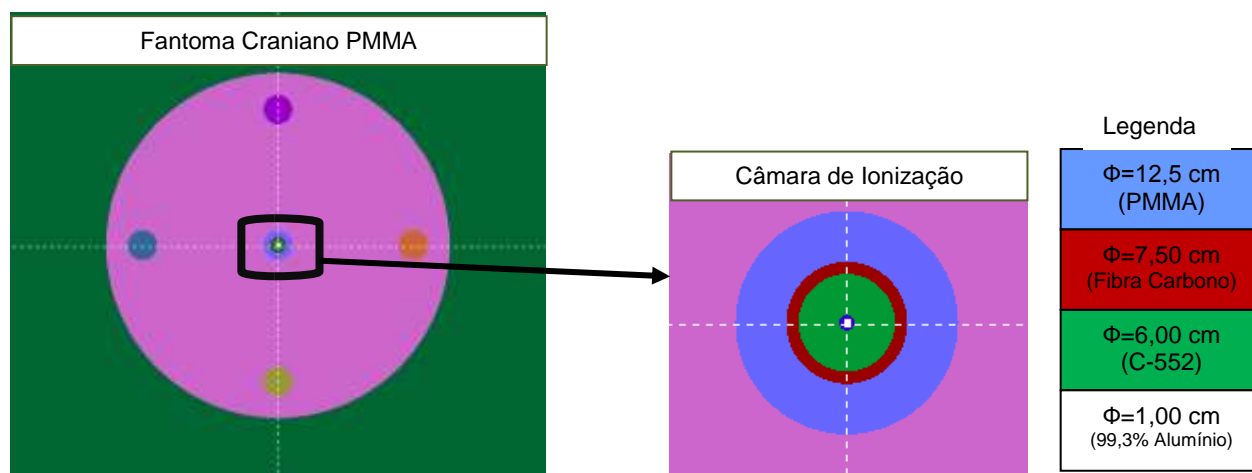 Fantoma Craniano PMMA
Câmara de Ionização
Legenda
Φ=12,5 cm
(PMMA)
Φ=7,50 cm
(Fibra Carbono)
Φ=6,00 cm
(C-552)
Φ=1,00 cm
(99,3% Alumínio)